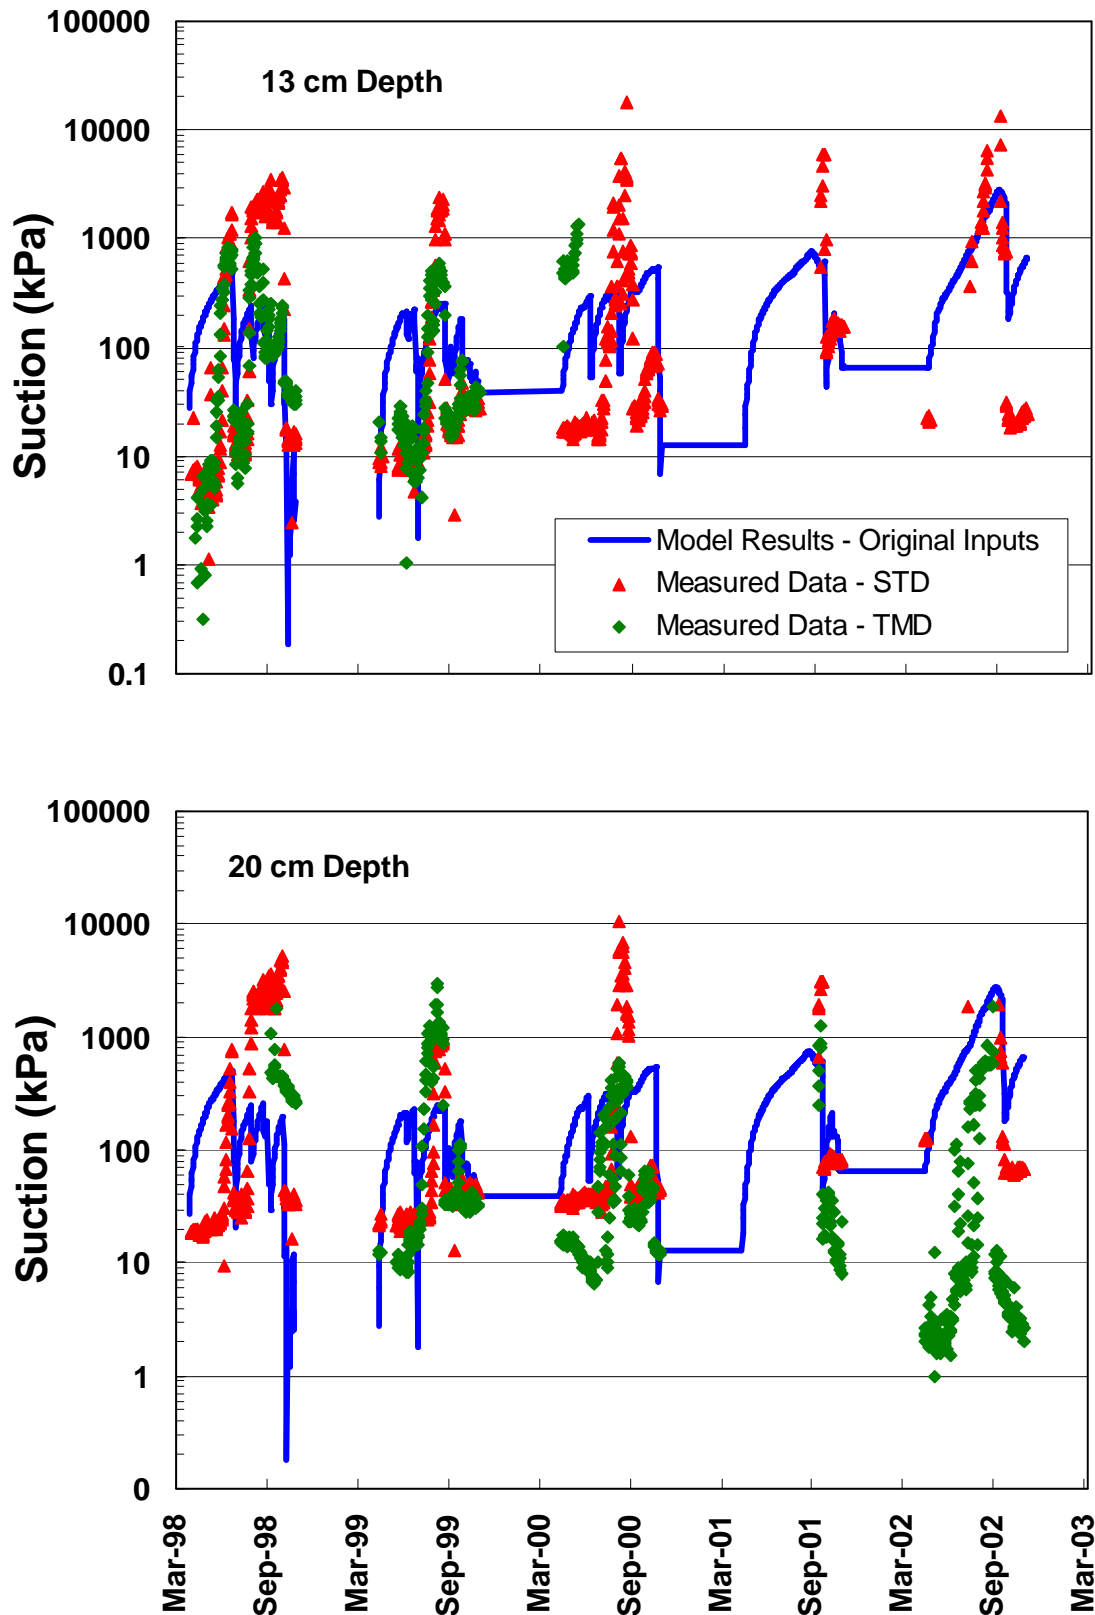 100000
13 cm Depth
10000
1000
100
10
1
0.1
Suction (kPa)
Model Results - Original Inputs
Measured Data - STD
Measured Data - TMD
100000
20 cm Depth
10000
1000
100
10
1
0
Suction (kPa)
Mar-98
Sep-98
Mar-99
Sep-99
Mar-00
Sep-00
Mar-01
Sep-01
Mar-02
Sep-02
Mar-03